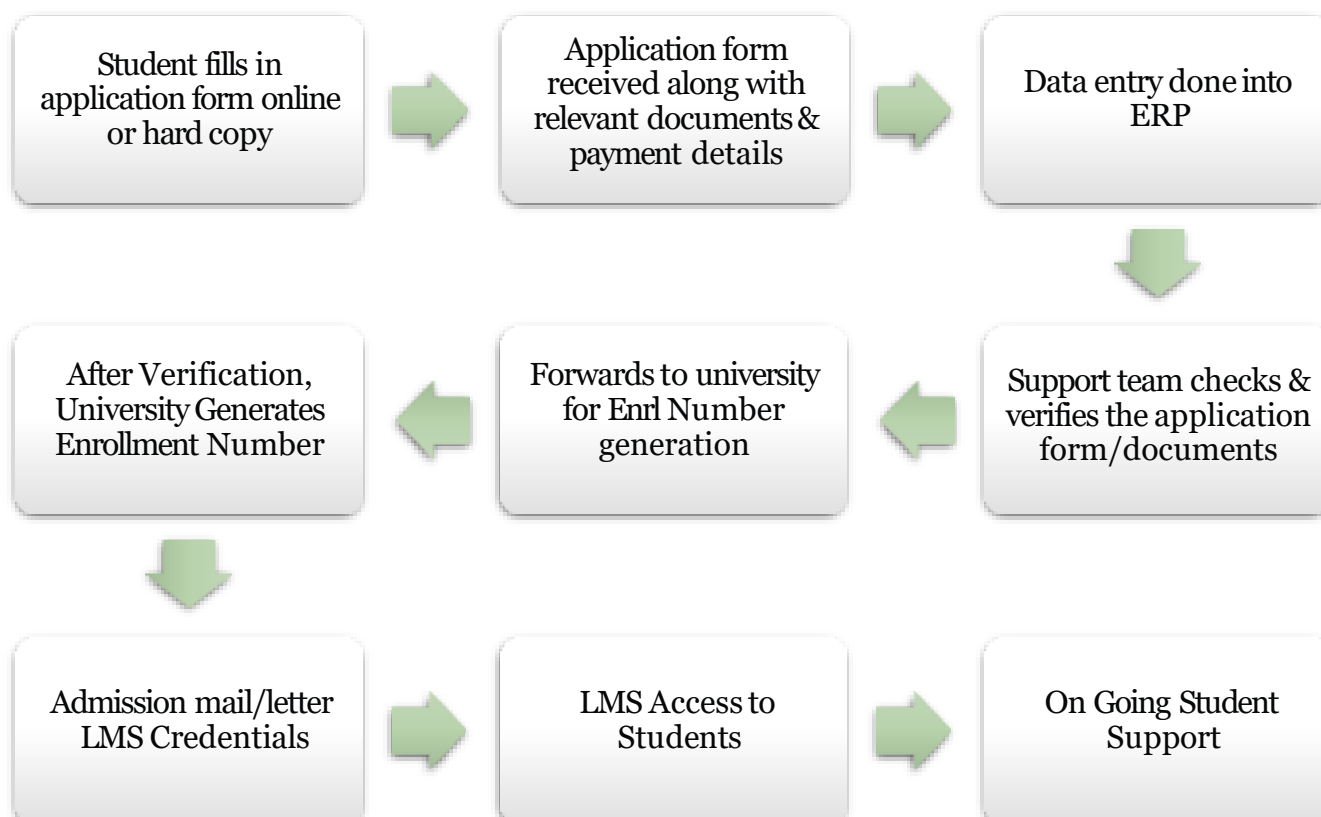 Student fills in
application form online
or hard copy
Application form
received along with
relevant documents &
payment details
Data entry done into
ERP
Support team checks &
verifies the application
form/documents
Forwards to university
for Enrl Number
generation
After Verification,
University Generates
Enrollment Number
Admission mail/letter
LMS Credentials
LMS Access to
Students
On Going Student
Support